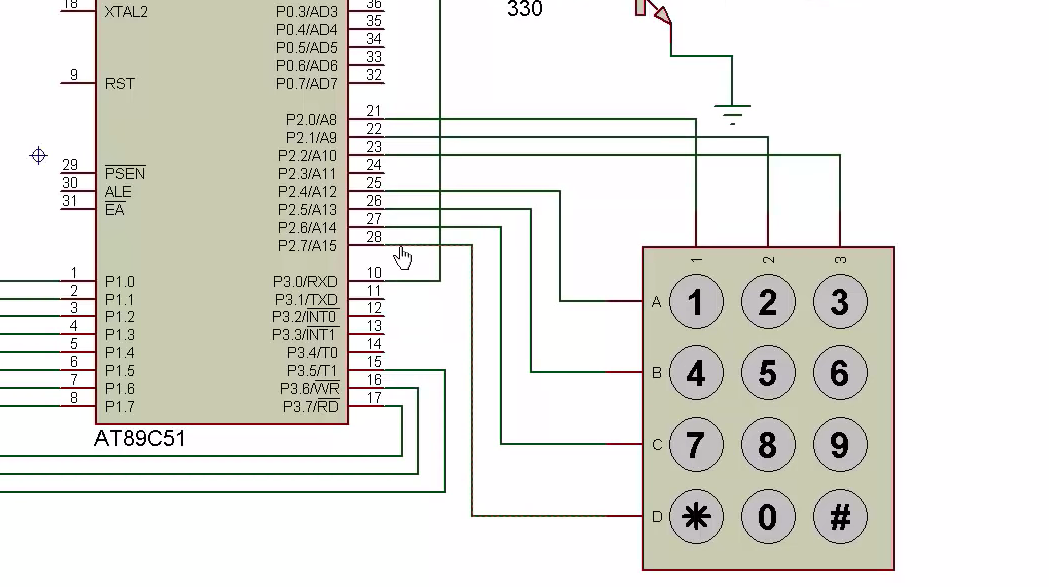 18 XTAL2 P0.3/AD3 36
330
P0.4/AD4 35
P0.5/AD5 34
P0.6/AD6 33
9 RST P0.7/AD7 32
P2.0/A8 21
P2.1/A9 22
P2.2/A10 23
29 PSEN P2.3/A11 24
30 ALE P2.4/A12 25
31 EA P2.5/A13 26
P2.6/A14 27
P2.7/A15 28
1 P1.0 P3.0/RXD 10
2 P1.1 P3.1/TXD 11
3 P1.2 P3.2/INT0 12
4 P1.3 P3.3/INT1 13
5 P1.4 P3.4/T0 14
6 P1.5 P3.5/T1 15
7 P1.6 P3.6/WR 16
8 P1.7 P3.7/RD 17
AT89C51
1 2 3
A 1 2 3
B 4 5 6
C 7 8 9
D * 0 #